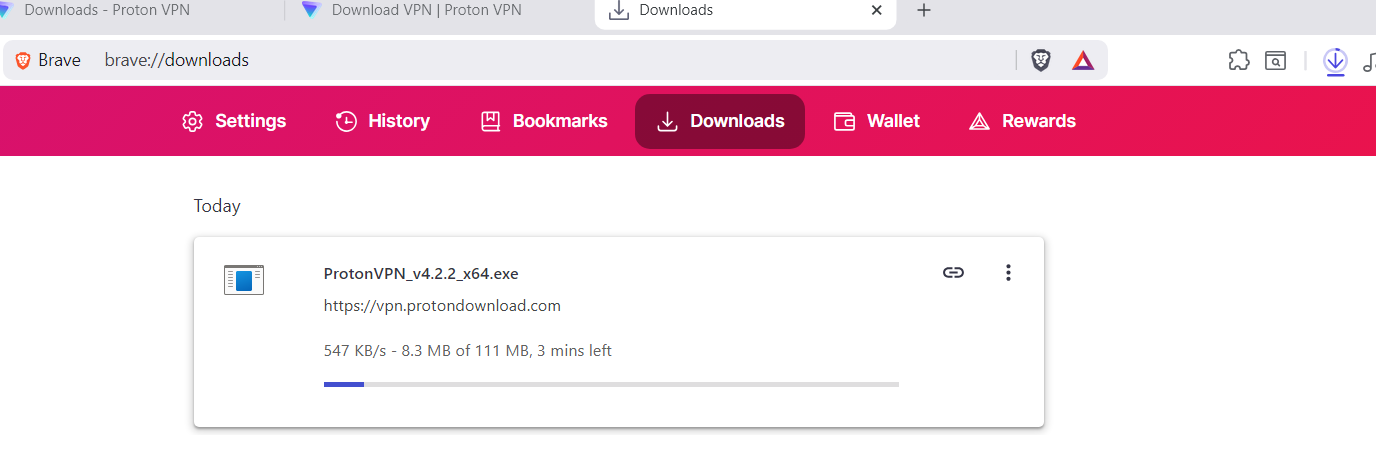 Downloads - Proton VPN
Download VPN | Proton VPN
Downloads
Brave
brave://downloads
Settings
History
Bookmarks
Downloads
Wallet
Rewards
Today
ProtonVPN_v4.2.2_x64.exe
https://vpn.protondownload.com
547 KB/s - 8.3 MB of 111 MB, 3 mins left